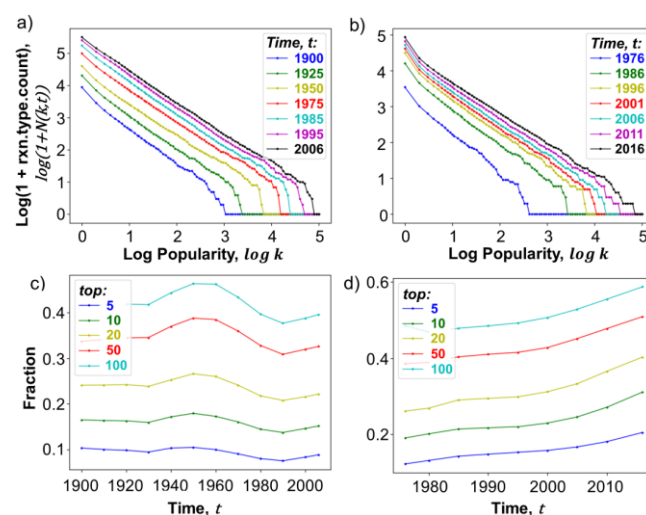 a)
Log(1 + rxn.type.count),
log(1+N(k,t))
5
4
3
2
1
0
Time, t:
1900
1925
1950
1975
1985
1995
2006
0 1 2 3 4 5
Log Popularity, log k
b)
5
4
3
2
1
0
Time, t:
1976
1986
1996
2001
2006
2011
2016
0 1 2 3 4 5
Log Popularity, log k
c)
Fraction
0.4
0.3
0.2
0.1
top:
5
10
20
50
100
1900 1920 1940 1960 1980 2000
Time, t
d)
0.6
0.4
0.2
top:
5
10
20
50
100
1980 1990 2000 2010
Time, t